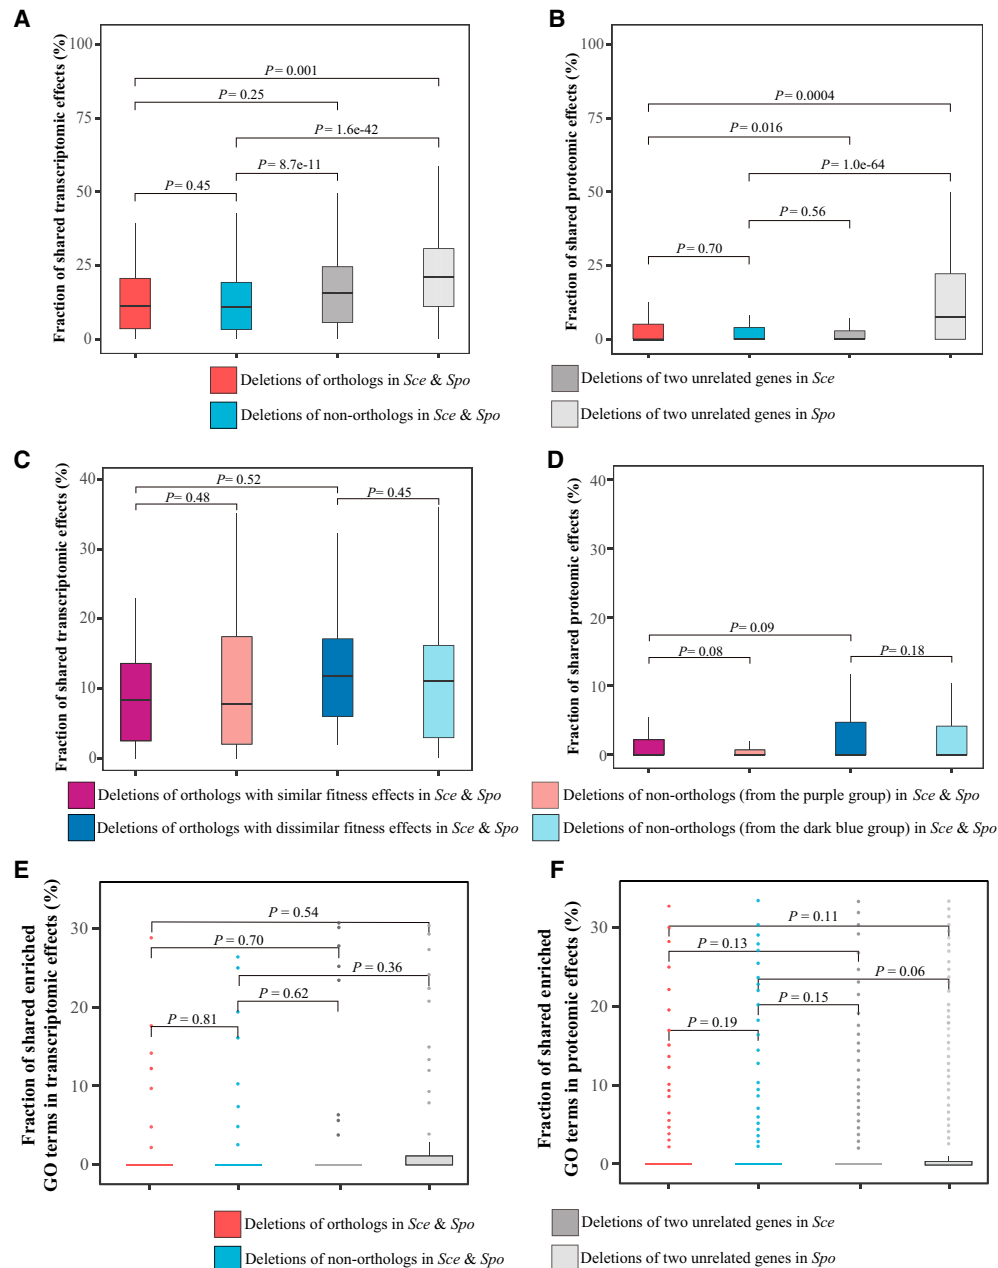 A
Fraction of shared transcriptomic effects (%)
100
75
50
25
0
P = 0.001
P = 0.25
P = 1.6e-42
P = 8.7e-11
P = 0.45
B
Fraction of shared proteomic effects (%)
100
75
50
25
0
P = 0.0004
P = 0.016
P = 1.0e-64
P = 0.56
P = 0.70
Deletions of orthologs in Sce & Spo
Deletions of non-orthologs in Sce & Spo
Deletions of two unrelated genes in Sce
Deletions of two unrelated genes in Spo
C
Fraction of shared transcriptomic effects (%)
40
30
20
10
0
P = 0.52
P = 0.48
P = 0.45
D
Fraction of shared proteomic effects (%)
40
30
20
10
0
P = 0.09
P = 0.08
P = 0.18
Deletions of orthologs with similar fitness effects in Sce & Spo
Deletions of orthologs with dissimilar fitness effects in Sce & Spo
Deletions of non-orthologs (from the purple group) in Sce & Spo
Deletions of non-orthologs (from the dark blue group) in Sce & Spo
E
Fraction of shared enriched
GO terms in transcriptomic effects (%)
30
20
10
0
P = 0.54
P = 0.70
P = 0.36
P = 0.62
P = 0.81
F
Fraction of shared enriched
GO terms in proteomic effects (%)
30
20
10
0
P = 0.11
P = 0.13
P = 0.06
P = 0.15
P = 0.19
Deletions of orthologs in Sce & Spo
Deletions of non-orthologs in Sce & Spo
Deletions of two unrelated genes in Sce
Deletions of two unrelated genes in Spo